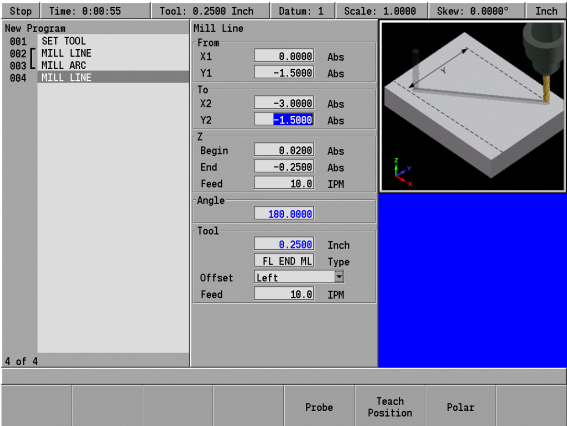 Stop Time: 0:00:55 Tool: 0.2500 Inch Datum: 1 Scale: 1.0000 Skew: 0.0000° Inch
New Program
001 SET TOOL
002 MILL LINE
003 MILL ARC
004 MILL LINE
4 of 4
Mill Line
From
X1 0.0000 Abs
Y1 -1.5000 Abs
To
X2 -3.0000 Abs
Y2 -1.5000 Abs
Z
Begin 0.0200 Abs
End -0.2500 Abs
Feed 10.0 IPM
Angle
180.0000
Tool
0.2500 Inch
FL END ML Type
Offset Left
Feed 10.0 IPM
Y
Z
Y
X
Probe
Teach
Position
Polar